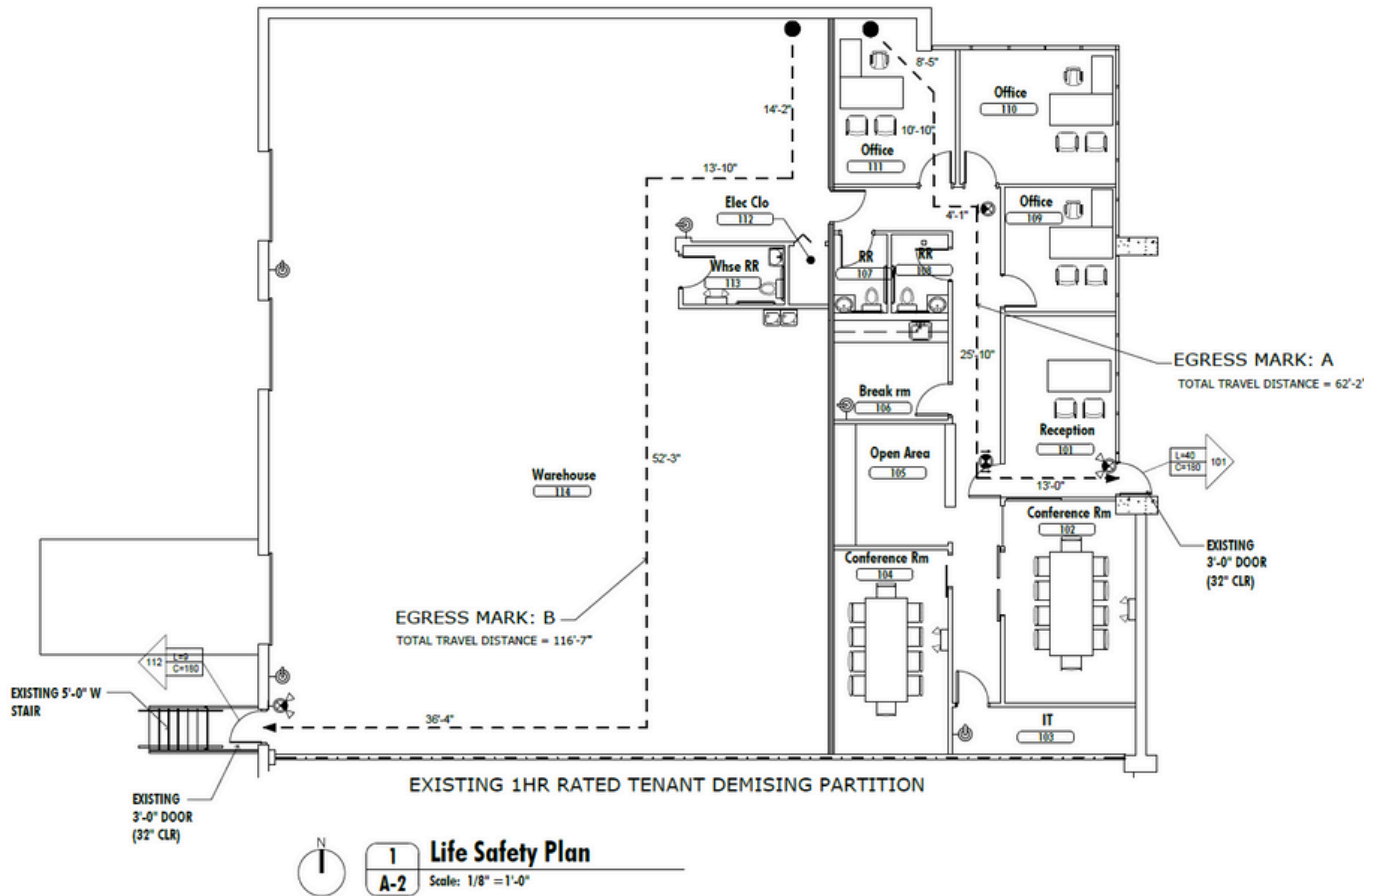 8'-5"
14'-2"
Office
110
10'-10"
Office
111
13'-10"
Elec Clo
112
Office
109
4'-1"
RR
107
RR
108
Whse RR
113
25'-10"
EGRESS MARK: A
TOTAL TRAVEL DISTANCE = 62'-2'
Break rm
106
Reception
101
Open Area
105
52'-3"
Warehouse
114
L=40
C=180
101
13'-0"
Conference Rm
102
EXISTING
3'-0" DOOR
(32" CLR)
Conference Rm
104
EGRESS MARK: B
TOTAL TRAVEL DISTANCE = 116'-7"
112
L=9
C=180
EXISTING 5'-0" W
STAIR
36'-4"
IT
103
EXISTING 1HR RATED TENANT DEMISING PARTITION
EXISTING
3'-0" DOOR
(32" CLR)
N
1
A-2
Life Safety Plan
Scale: 1/8" =1'-0"